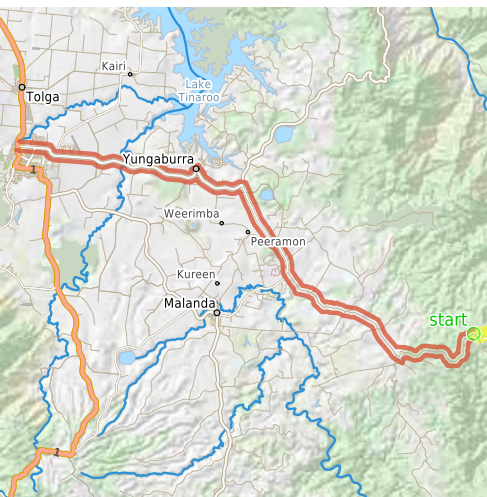 Kairi
Lake
Tinaroo
Tolga
Yungaburra
1
Weerimba
Peeramon
Kureen
Malanda
start
1